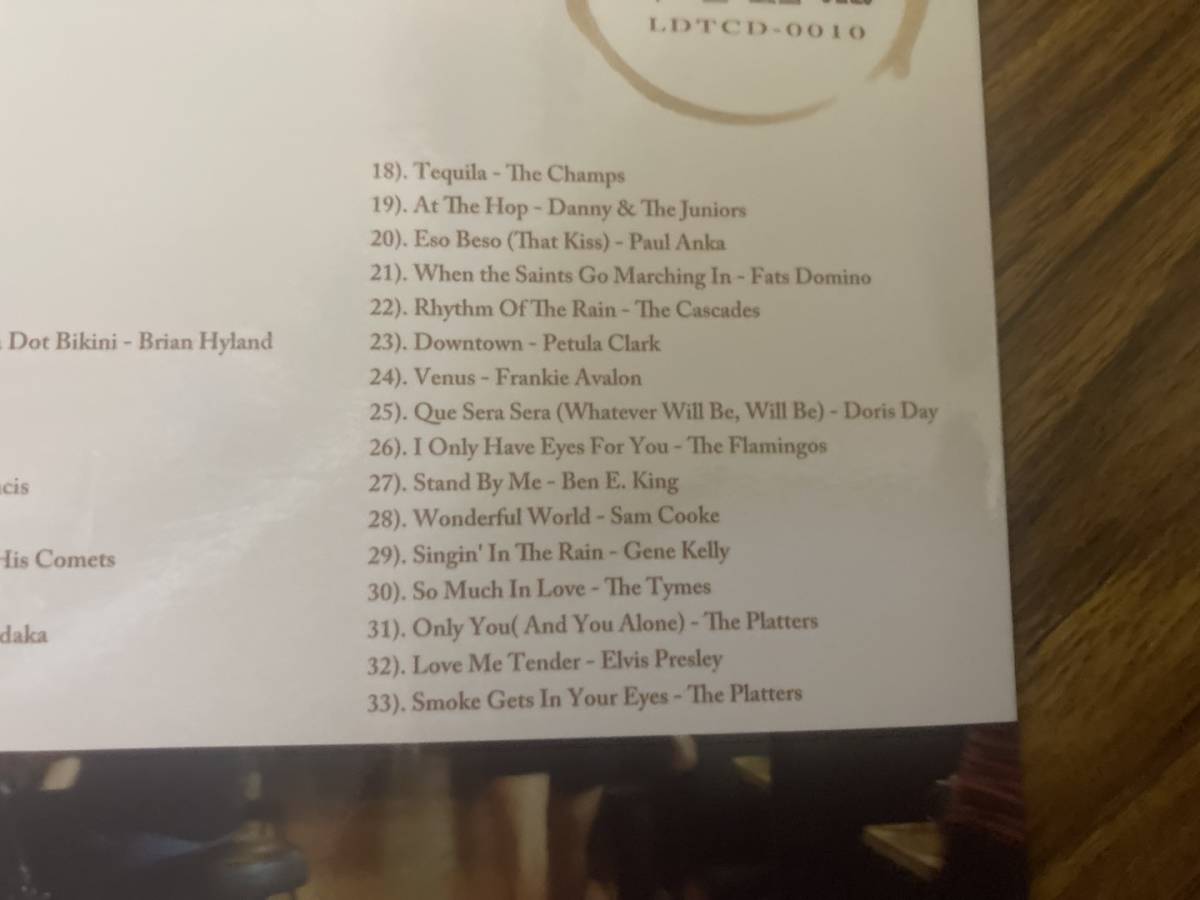 LDTCD-0010
Dot Bikini - Brian Hyland
cis
His Comets
daka
18). Tequila - The Champs
19). At The Hop - Danny & The Juniors
20). Eso Beso (That Kiss) - Paul Anka
21). When the Saints Go Marching In - Fats Domino
22). Rhythm Of The Rain - The Cascades
23). Downtown - Petula Clark
24). Venus - Frankie Avalon
25). Que Sera Sera (Whatever Will Be, Will Be) - Doris Day
26). I Only Have Eyes For You - The Flamingos
27). Stand By Me - Ben E. King
28). Wonderful World - Sam Cooke
29). Singin' In The Rain - Gene Kelly
30). So Much In Love - The Tymes
31). Only You( And You Alone) - The Platters
32). Love Me Tender - Elvis Presley
33). Smoke Gets In Your Eyes - The Platters